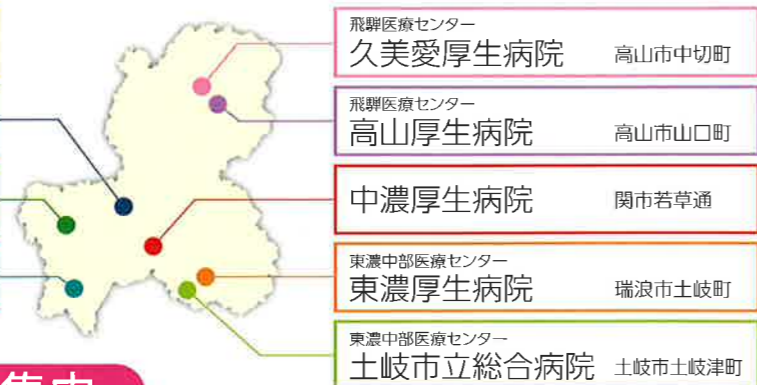 飛騨医療センター
久美愛厚生病院 高山市中切町
飛騨医療センター
高山厚生病院 高山市山口町
中濃厚生病院 関市若草通
東濃中部医療センター
東濃厚生病院 瑞浪市土岐町
東濃中部医療センター
土岐市立総合病院 土岐市土岐津町